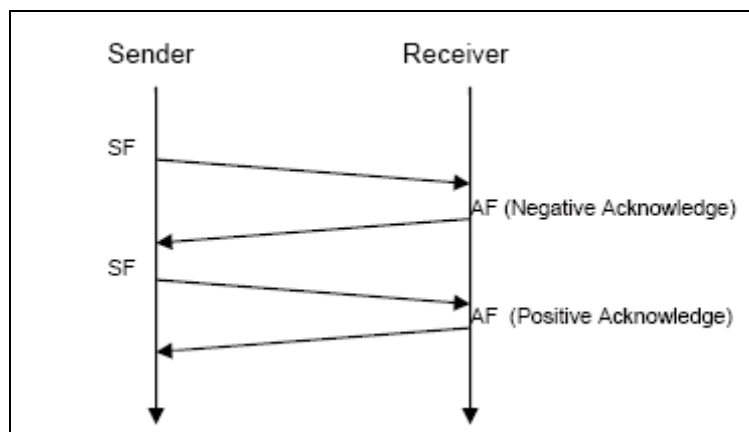 Sender Receiver
SF
AF (Negative Acknowledge)
SF
AF (Positive Acknowledge)